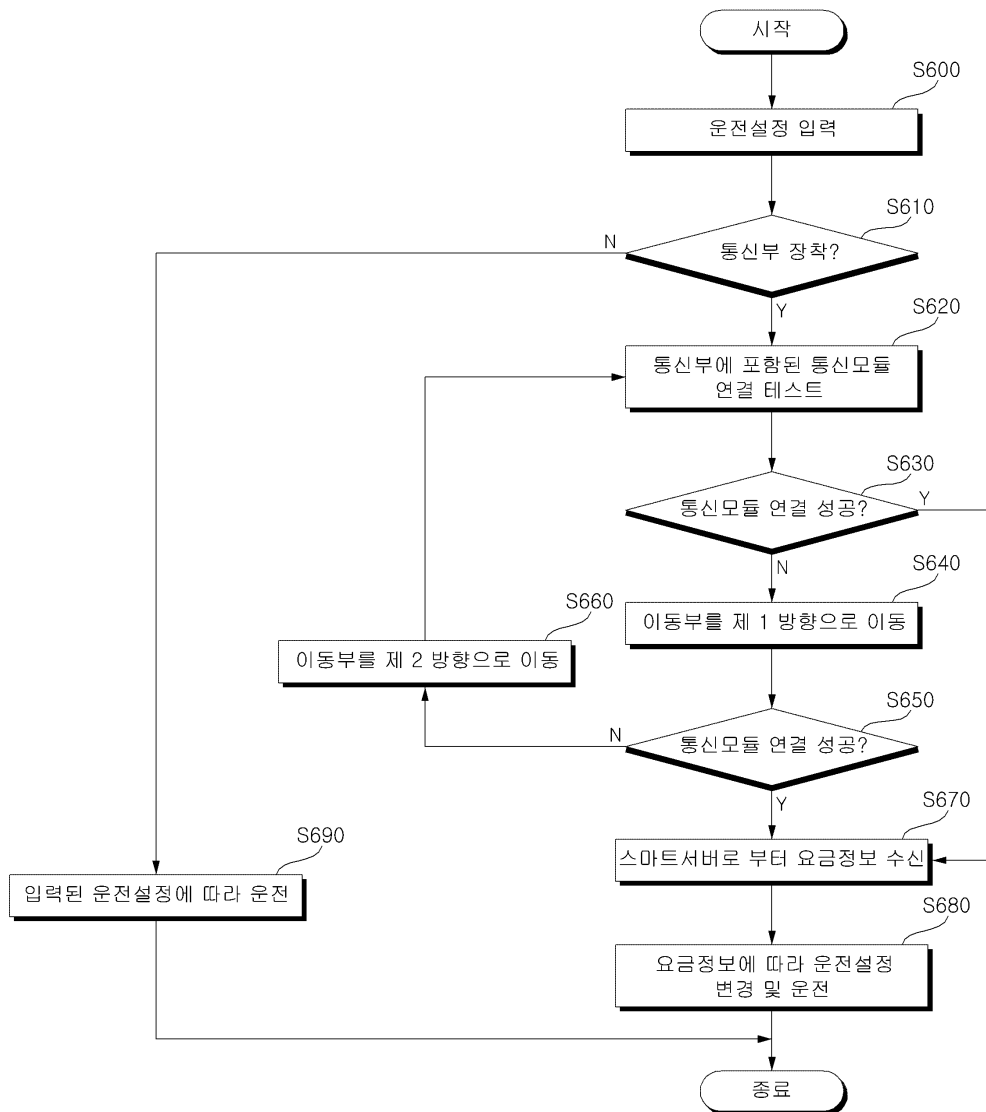 시작
S600
운전설정 입력
S610
통신부 장착?
N
Y
S620
통신부에 포함된 통신모듈
연결 테스트
S630
통신모듈 연결 성공?
Y
N
S640
이동부를 제 1 방향으로 이동
S660
이동부를 제 2 방향으로 이동
S650
통신모듈 연결 성공?
N
Y
S670
스마트서버로 부터 요금정보 수신
S690
입력된 운전설정에 따라 운전
S680
요금정보에 따라 운전설정
변경 및 운전
종료